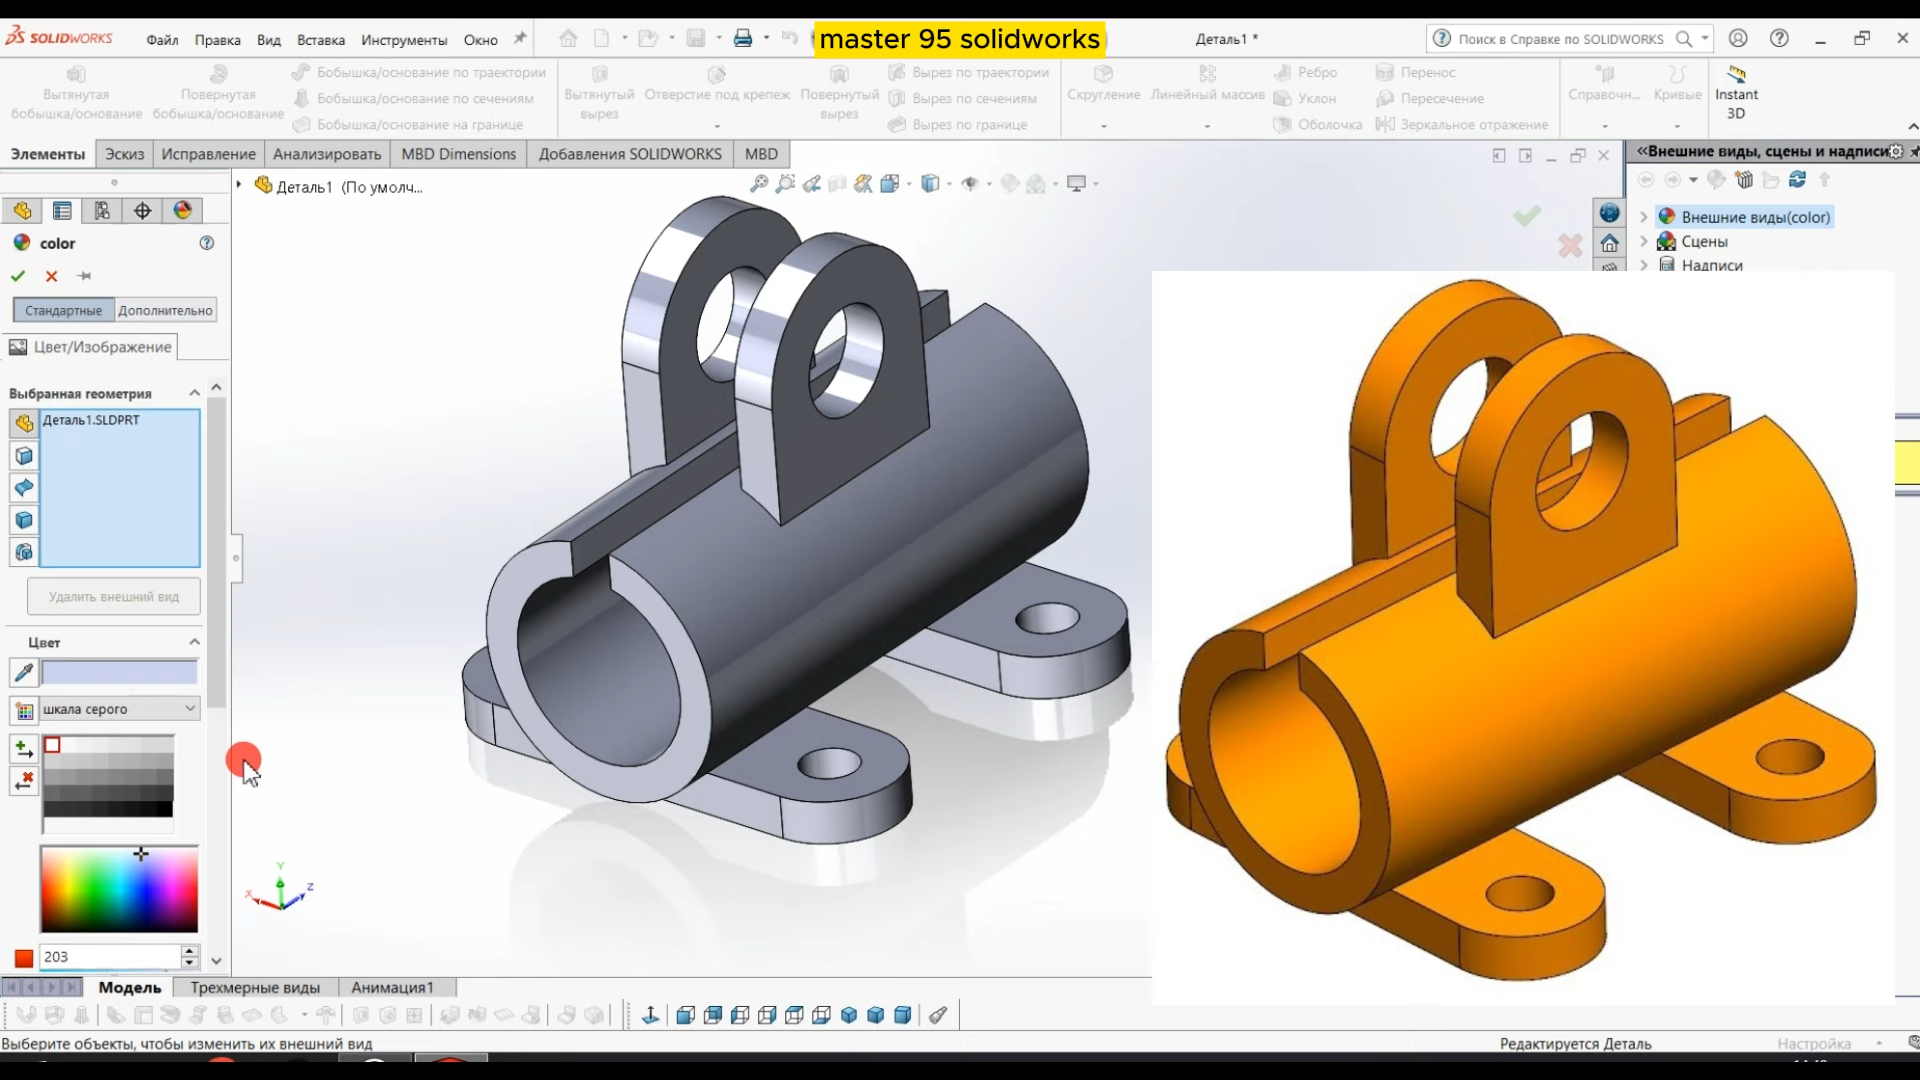 SOLIDWORKS
Файл Правка Вид Вставка Инструменты Окно
master 95 solidworks
Деталь1 *
Поиск в Справке по SOLIDWORKS
Вытянутая бобышка/основание
Повернутая бобышка/основание
Бобышка/основание по траектории
Бобышка/основание по сечениям
Бобышка/основание на границе
Вытянутый вырез
Отверстие под крепеж
Повернутый вырез
Вырез по траектории
Вырез по сечениям
Вырез по границе
Скругление
Линейный массив
Ребро
Уклон
Оболочка
Перенос
Пересечение
Зеркальное отражение
Справочн...
Кривые
Instant 3D
Элементы Эскиз Исправление Анализировать MBD Dimensions Добавления SOLIDWORKS MBD
«Внешние виды, сцены и надписи
Деталь1 (По умолч...
Внешние виды(color)
Сцены
Надписи
color
Стандартные Дополнительно
Цвет/Изображение
Выбранная геометрия
Деталь1.SLDPRT
Удалить внешний вид
Цвет
шкала серого
203
Y
X
Z
Модель Трехмерные виды Анимация1
Выберите объекты, чтобы изменить их внешний вид
Редактируется Деталь
Настройка